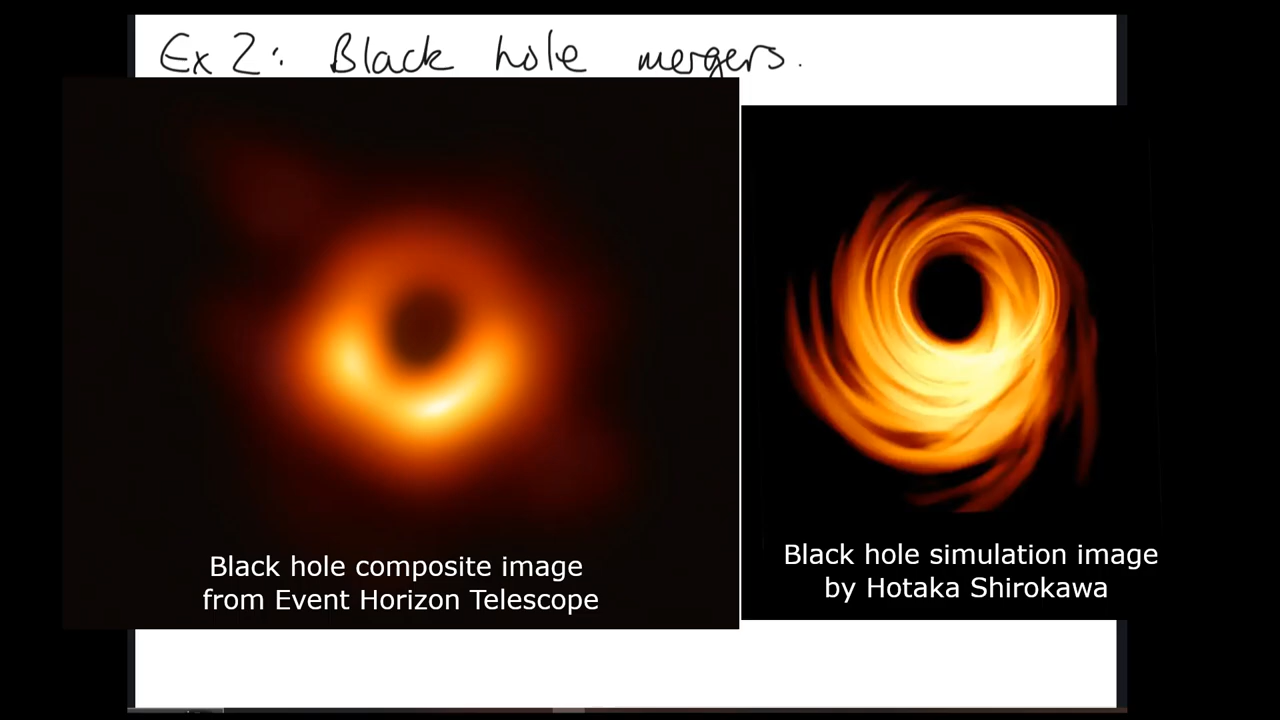 Ex 2: Black hole mergers.
Black hole composite image
from Event Horizon Telescope
Black hole simulation image
by Hotaka Shirokawa